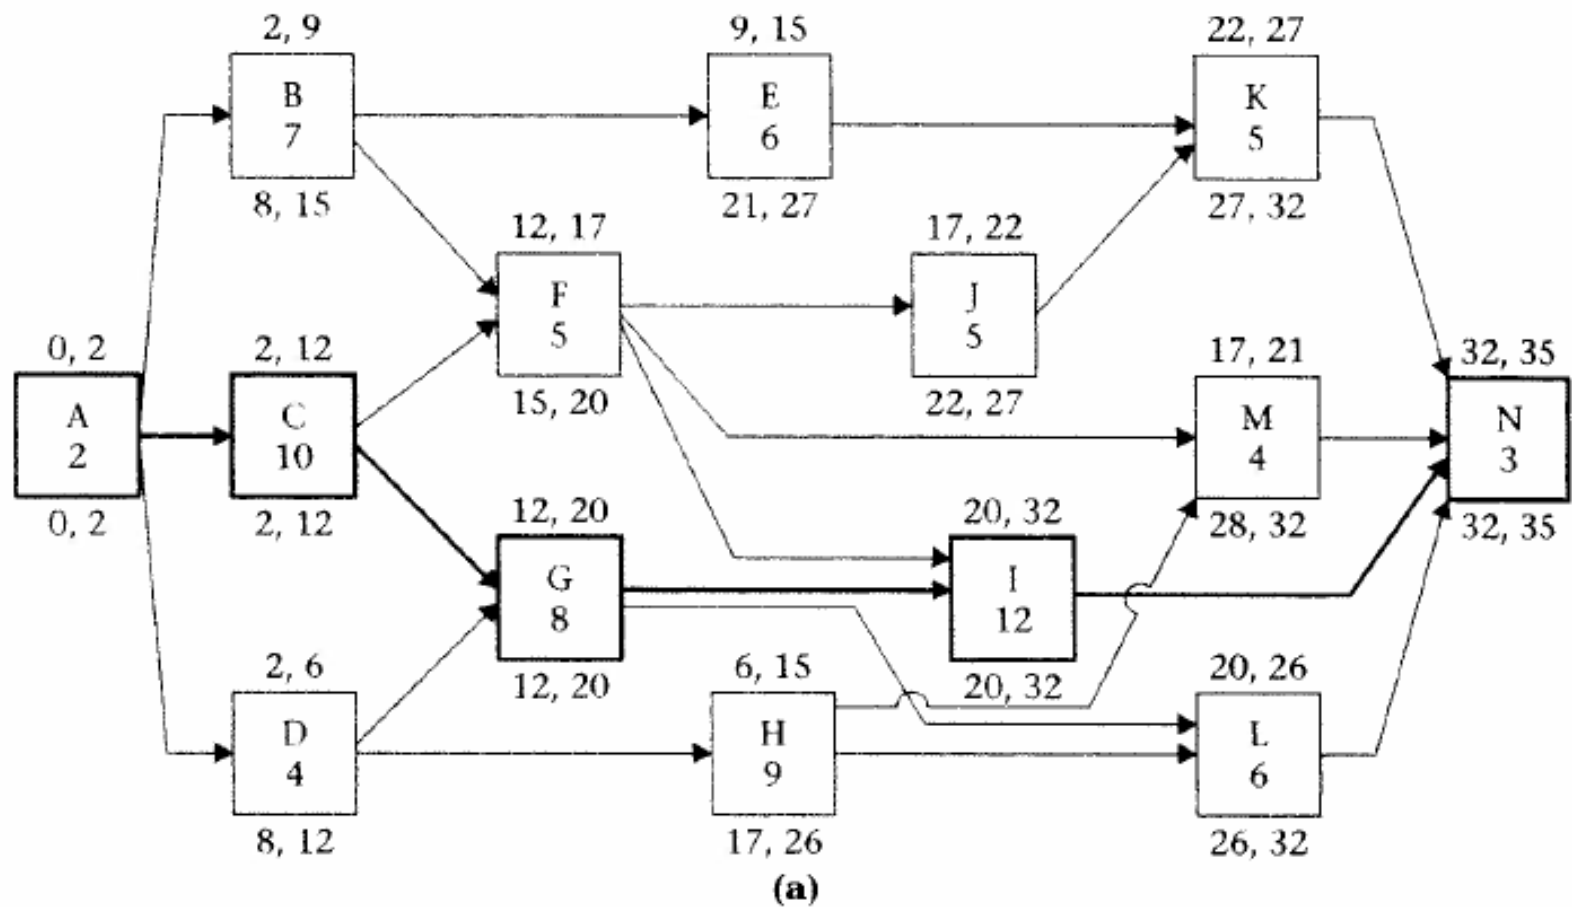 2, 9
B
7
8, 15
9, 15
E
6
21, 27
22, 27
K
5
27, 32
12, 17
F
5
15, 20
17, 22
J
5
22, 27
0, 2
A
2
0, 2
2, 12
C
10
2, 12
17, 21
M
4
28, 32
32, 35
N
3
32, 35
12, 20
G
8
12, 20
20, 32
I
12
20, 32
2, 6
D
4
8, 12
6, 15
H
9
17, 26
20, 26
L
6
26, 32
(a)